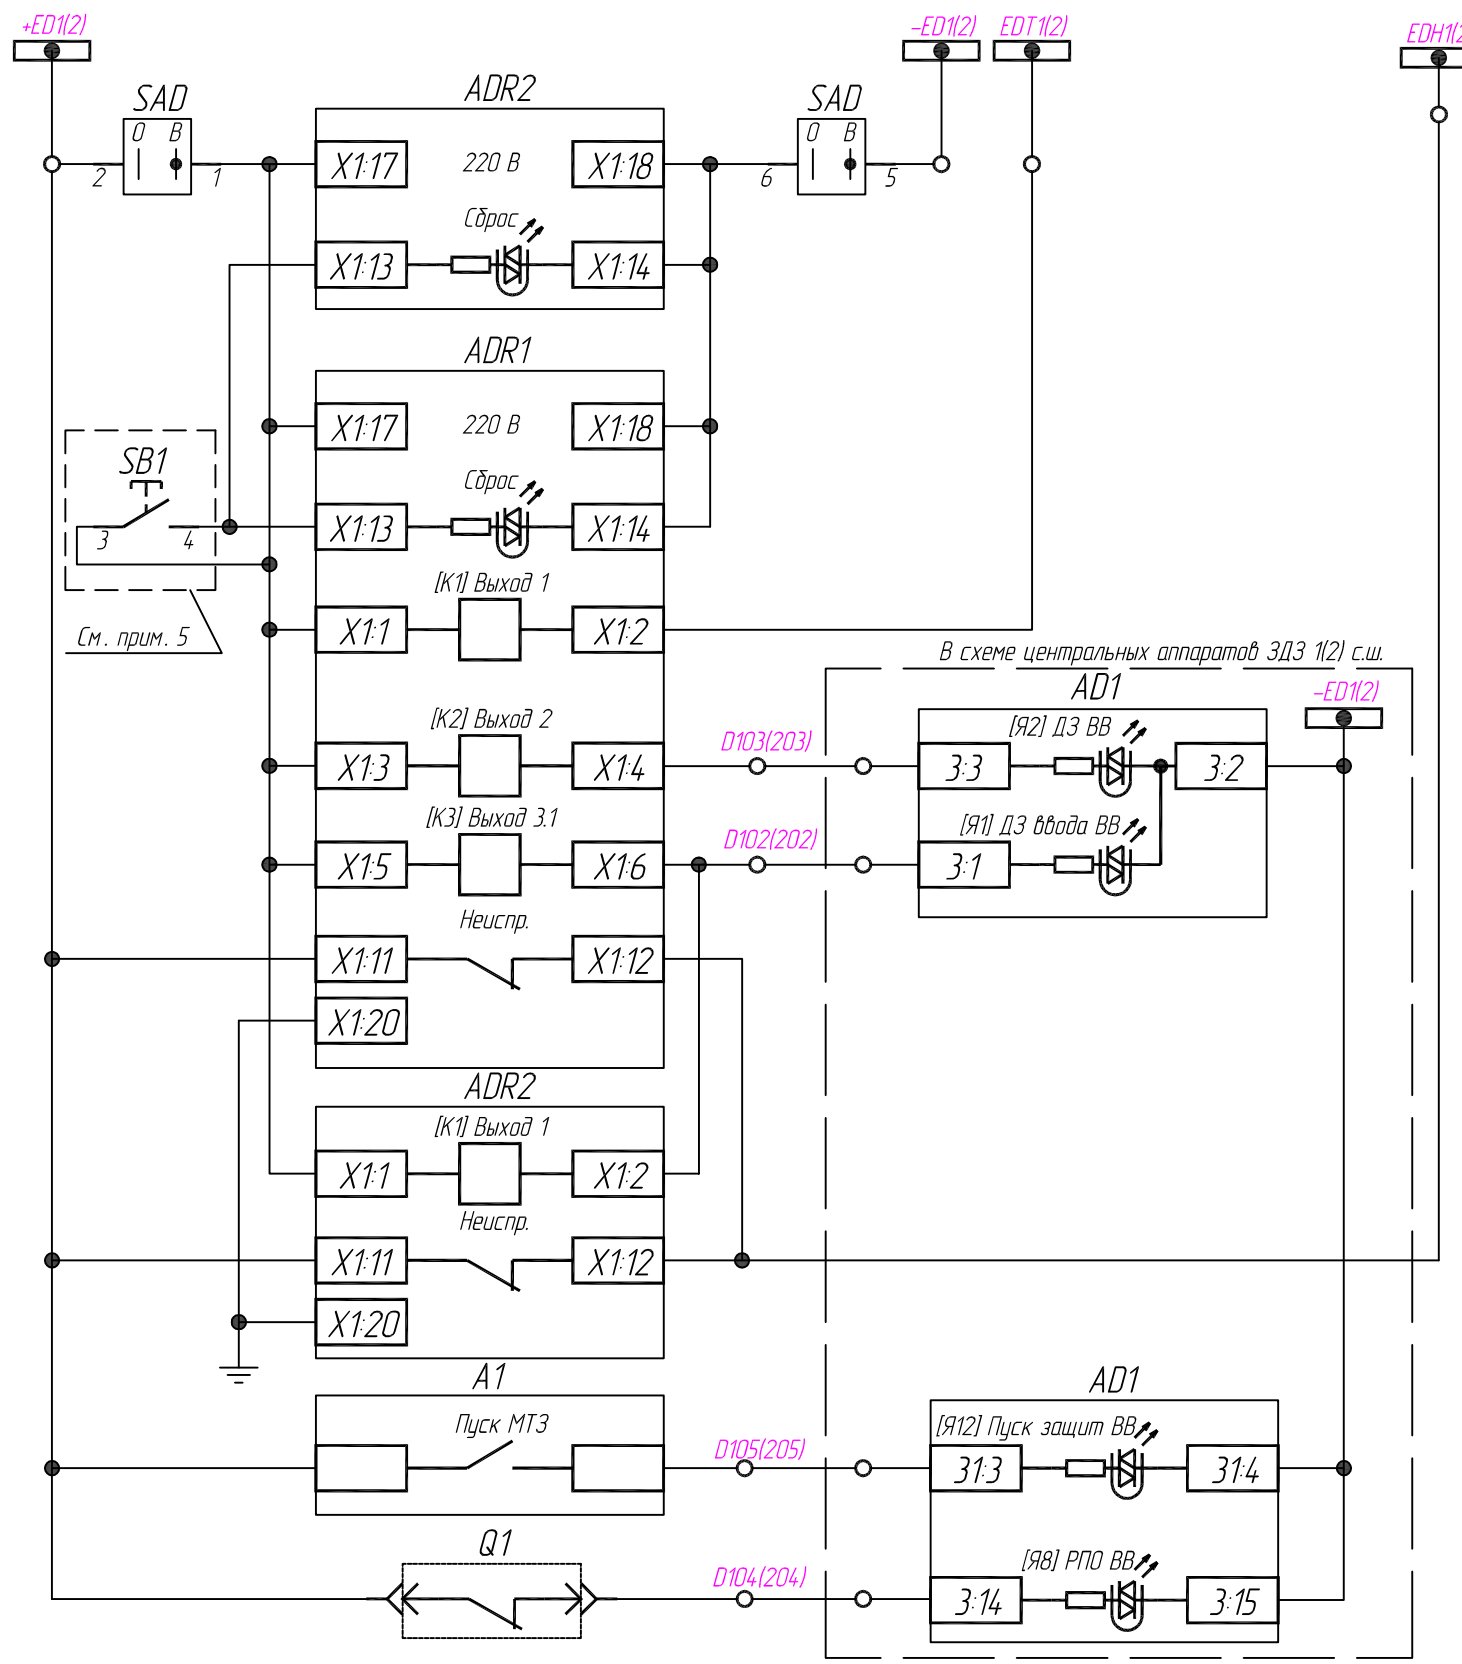 +ED1(2)
-ED1(2)
EDT1(2)
EDH1(2
SAD
O B
2
1
ADR2
X1:17
220 В
X1:18
Сброс
X1:13
X1:14
SAD
O B
6
5
ADR1
X1:17
220 В
X1:18
Сброс
X1:13
X1:14
SB1
3
4
См. прим. 5
[K1] Выход 1
X1:1
X1:2
[K2] Выход 2
X1:3
X1:4
D103(203)
[K3] Выход 3.1
X1:5
X1:6
D102(202)
Неиспр.
X1:11
X1:12
X1:20
В схеме центральных аппаратов ЗДЗ 1(2) с.ш.
AD1
-ED1(2)
[Я2] ДЗ ВВ
3:3
3:2
[Я1] ДЗ ввода ВВ
3:1
ADR2
[K1] Выход 1
X1:1
X1:2
Неиспр.
X1:11
X1:12
X1:20
A1
Пуск МТЗ
D105(205)
AD1
[Я12] Пуск защит ВВ
31:3
31:4
Q1
D104(204)
[Я8] РПО ВВ
3:14
3:15